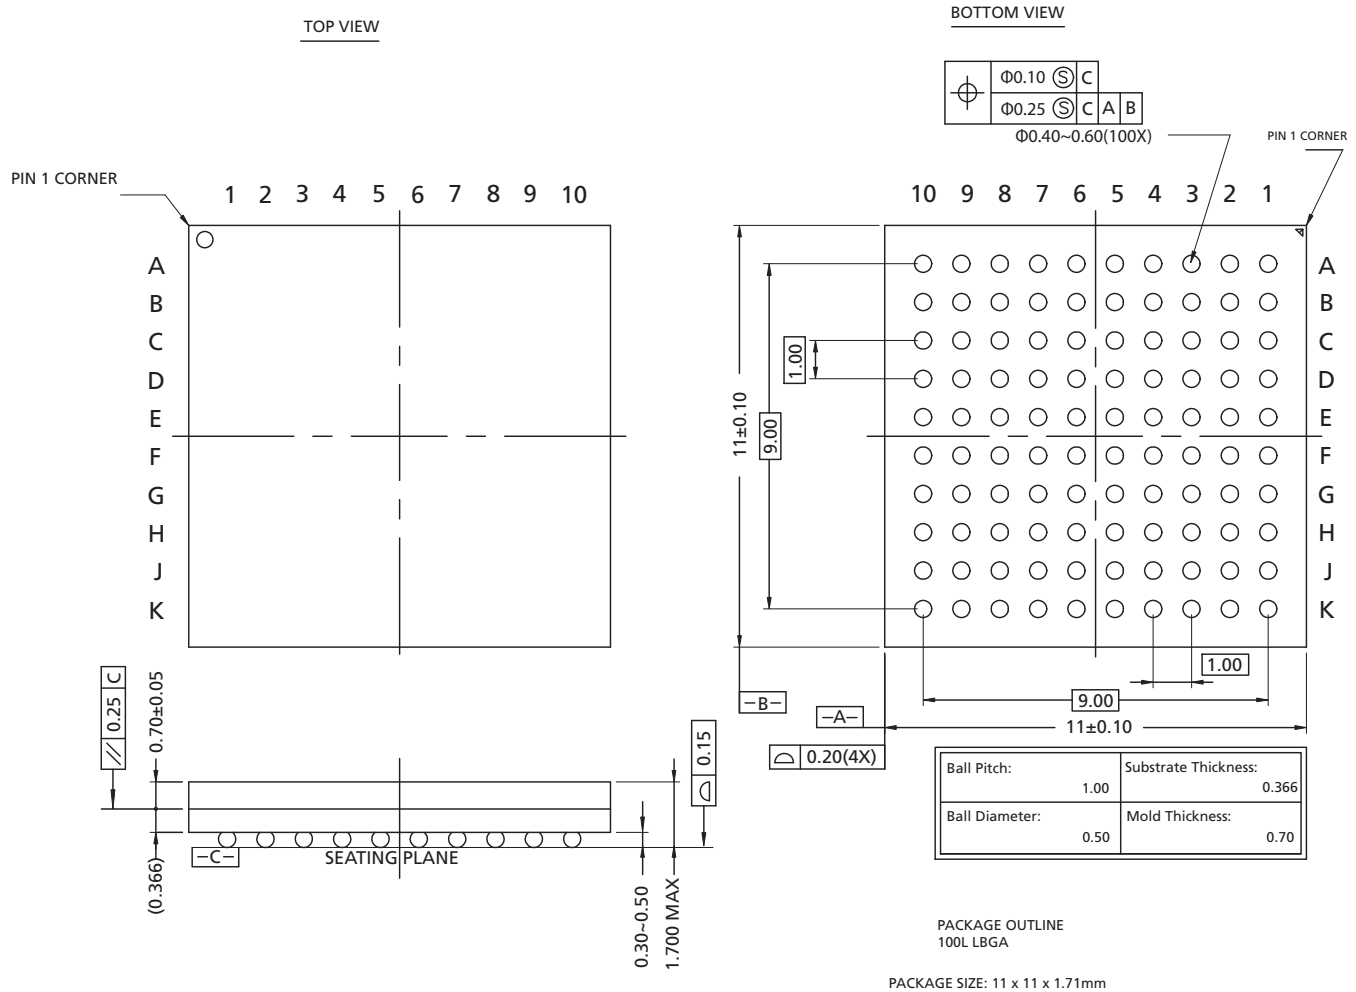 TOP VIEW
BOTTOM VIEW
Φ0.10 Ⓢ C
Φ0.25 Ⓢ C A B
Φ0.40~0.60(100X)
PIN 1 CORNER
PIN 1 CORNER
1 2 3 4 5 6 7 8 9 10
10 9 8 7 6 5 4 3 2 1
A
B
C
D
E
F
G
H
J
K
A
B
C
D
E
F
G
H
J
K
1.00
9.00
11±0.10
1.00
9.00
11±0.10
–B–
–A–
⌓ 0.20(4X)
// 0.25 C
0.70±0.05
(0.366)
–C–
SEATING PLANE
0.30~0.50
1.700 MAX
⌓ 0.15
Ball Pitch: 1.00
Substrate Thickness: 0.366
Ball Diameter: 0.50
Mold Thickness: 0.70
PACKAGE OUTLINE
100L LBGA
PACKAGE SIZE: 11 x 11 x 1.71mm